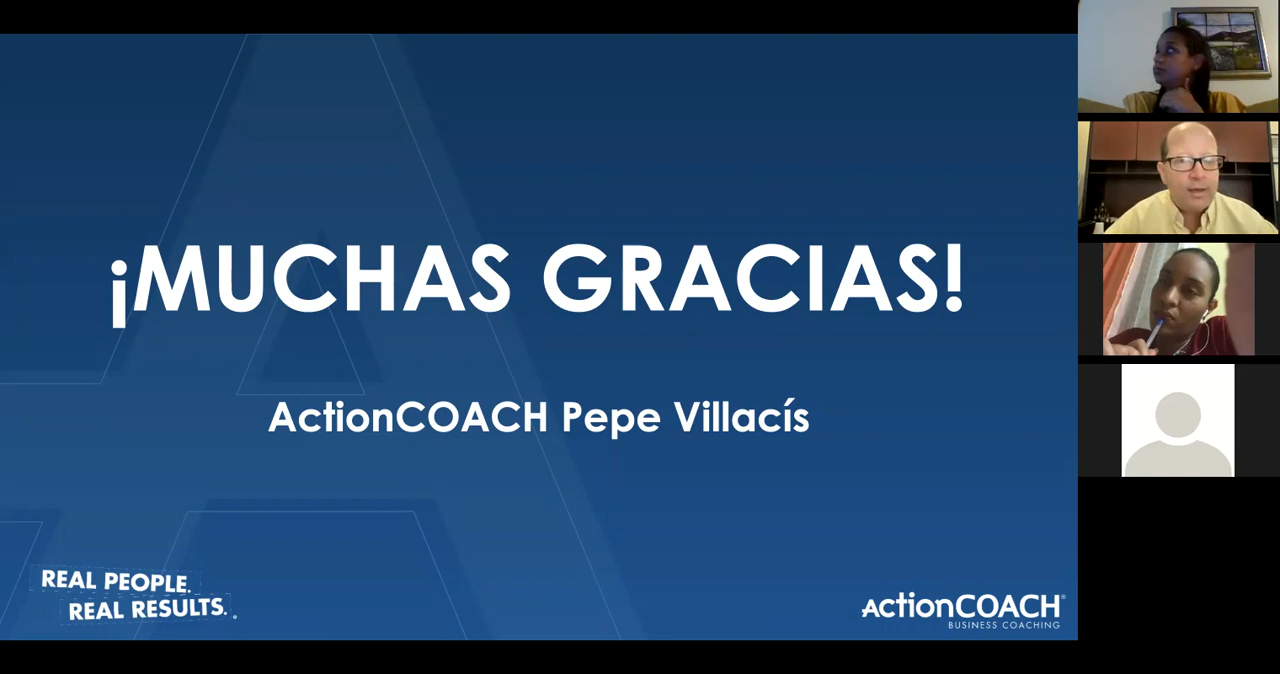 ¡MUCHAS GRACIAS!
ActionCOACH Pepe Villacís
REAL PEOPLE.
REAL RESULTS.
ActionCOACH®
BUSINESS COACHING